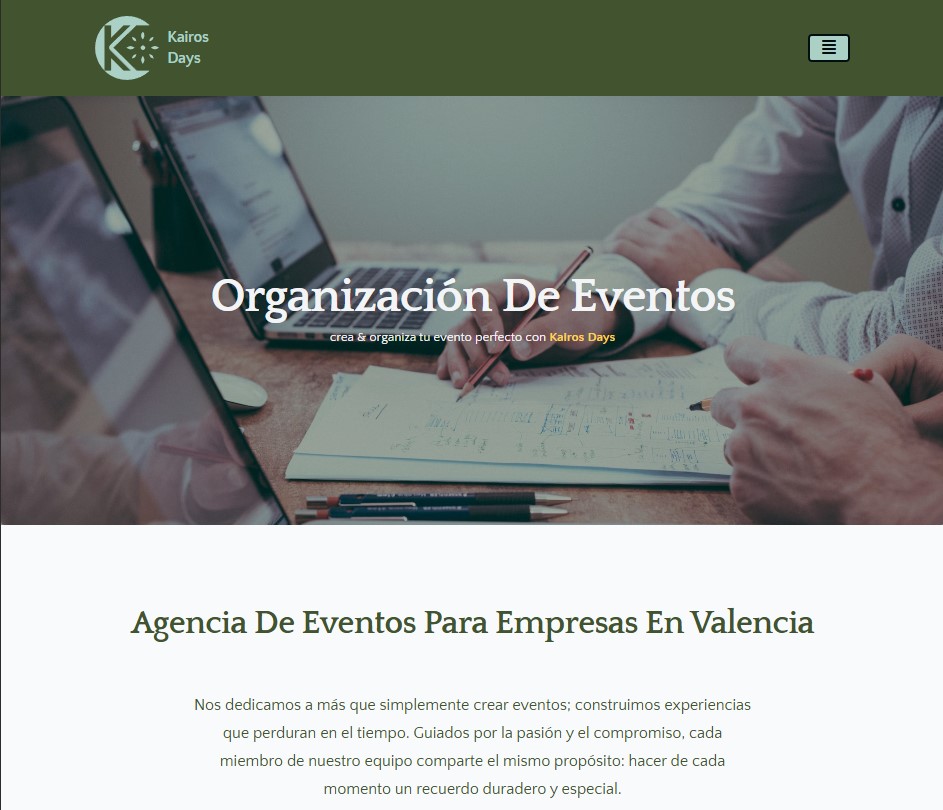 Kairos
Days
Organización De Eventos
crea & organiza tu evento perfecto con Kairos Days
Agencia De Eventos Para Empresas En Valencia
Nos dedicamos a más que simplemente crear eventos; construimos experiencias
que perduran en el tiempo. Guiados por la pasión y el compromiso, cada
miembro de nuestro equipo comparte el mismo propósito: hacer de cada
momento un recuerdo duradero y especial.